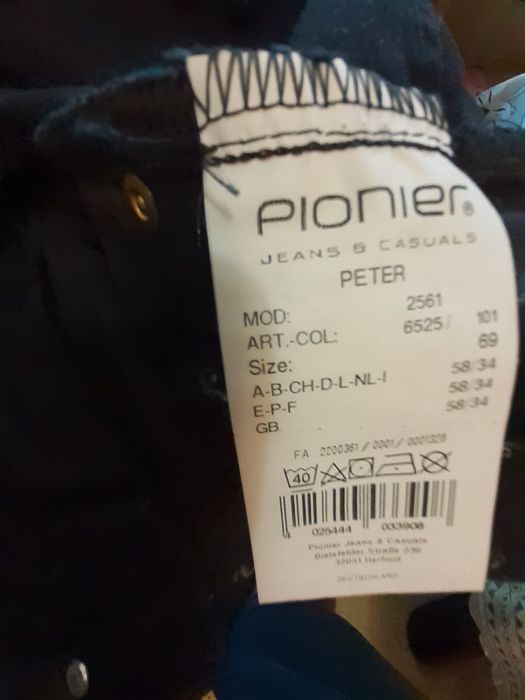 PIONIER®
JEANS & CASUALS
PETER
MOD: 2561
ART.-COL: 6525/ 101
Size: 69
A-B-CH-D-L-NL-I 58/34
E-P-F 58/34
GB 58/34
FA 2200361/0001/0001328
40
025444 033908
Pionier Jeans & Casuals
Bielefelder Straße 236
32051 Herford
DEUTSCHLAND